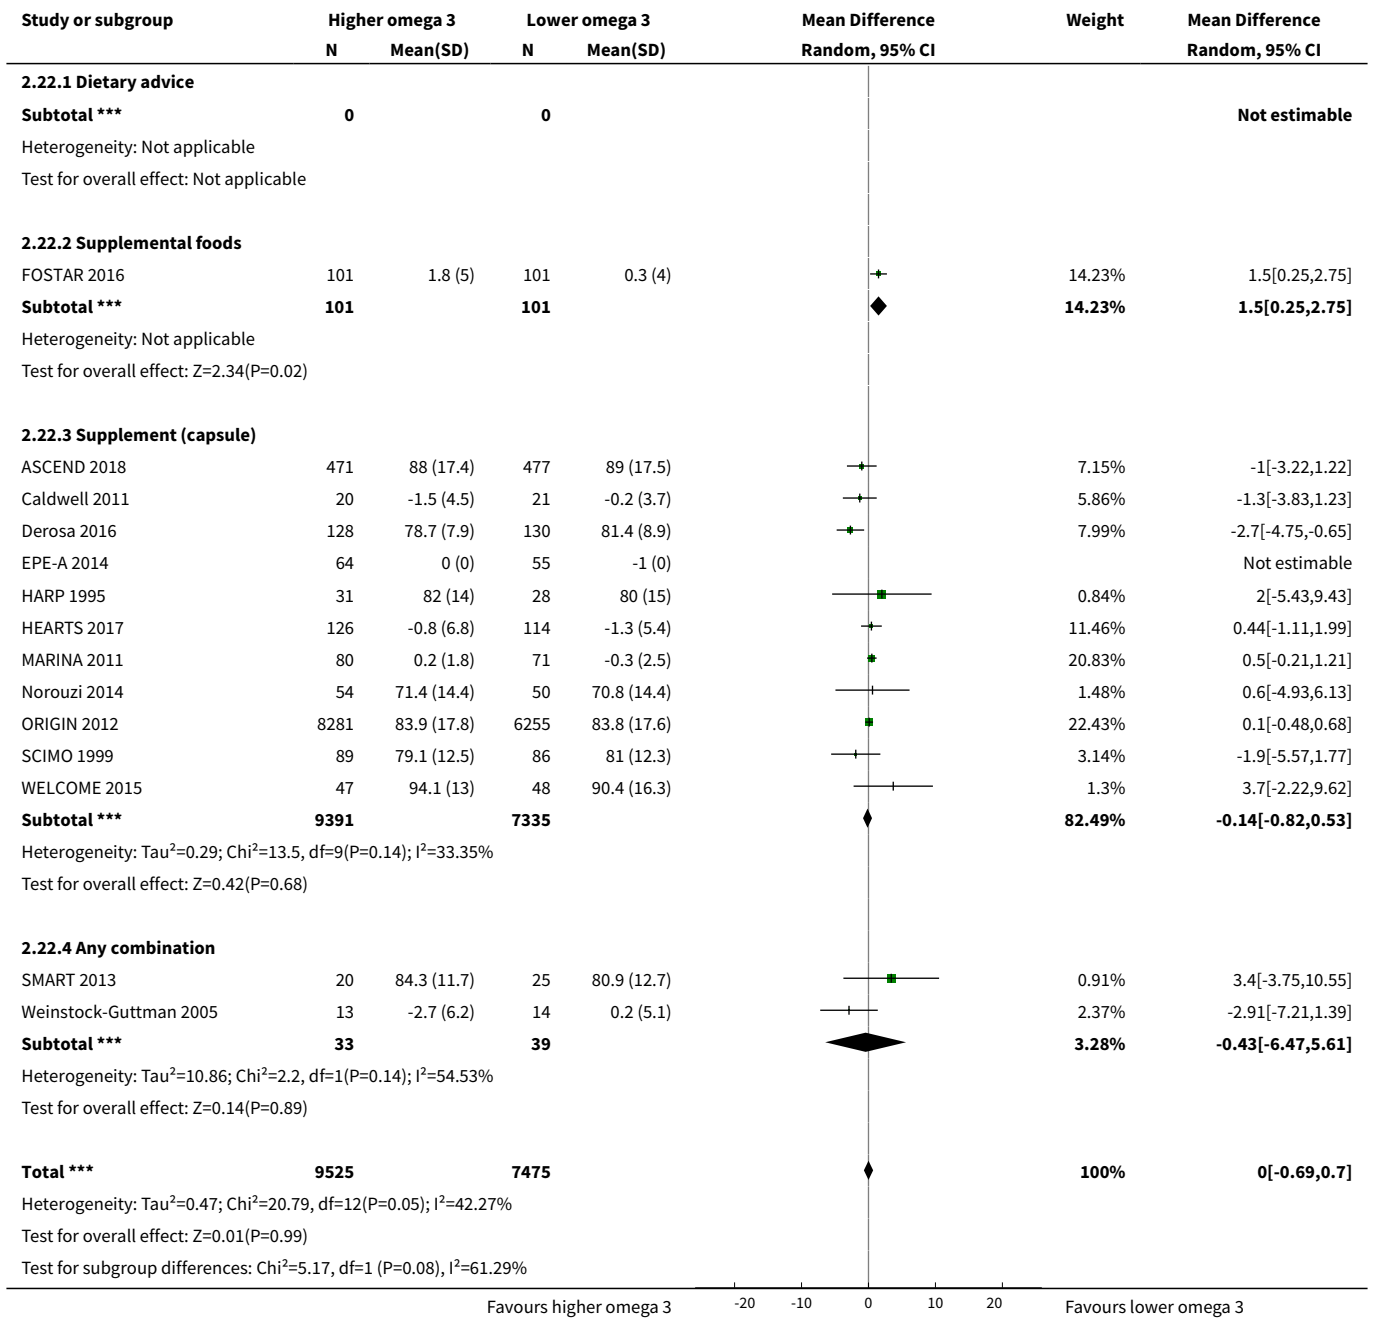 Study or subgroup Higher omega 3 Lower omega 3 Mean Difference Weight Mean Difference
N Mean(SD) N Mean(SD) Random, 95% CI Random, 95% CI
2.22.1 Dietary advice
Subtotal *** 0 0 Not estimable
Heterogeneity: Not applicable
Test for overall effect: Not applicable
2.22.2 Supplemental foods
FOSTAR 2016 101 1.8 (5) 101 0.3 (4) 14.23% 1.5[0.25,2.75]
Subtotal *** 101 101 14.23% 1.5[0.25,2.75]
Heterogeneity: Not applicable
Test for overall effect: Z=2.34(P=0.02)
2.22.3 Supplement (capsule)
ASCEND 2018 471 88 (17.4) 477 89 (17.5) 7.15% -1[-3.22,1.22]
Caldwell 2011 20 -1.5 (4.5) 21 -0.2 (3.7) 5.86% -1.3[-3.83,1.23]
Derosa 2016 128 78.7 (7.9) 130 81.4 (8.9) 7.99% -2.7[-4.75,-0.65]
EPE-A 2014 64 0 (0) 55 -1 (0) Not estimable
HARP 1995 31 82 (14) 28 80 (15) 0.84% 2[-5.43,9.43]
HEARTS 2017 126 -0.8 (6.8) 114 -1.3 (5.4) 11.46% 0.44[-1.11,1.99]
MARINA 2011 80 0.2 (1.8) 71 -0.3 (2.5) 20.83% 0.5[-0.21,1.21]
Norouzi 2014 54 71.4 (14.4) 50 70.8 (14.4) 1.48% 0.6[-4.93,6.13]
ORIGIN 2012 8281 83.9 (17.8) 6255 83.8 (17.6) 22.43% 0.1[-0.48,0.68]
SCIMO 1999 89 79.1 (12.5) 86 81 (12.3) 3.14% -1.9[-5.57,1.77]
WELCOME 2015 47 94.1 (13) 48 90.4 (16.3) 1.3% 3.7[-2.22,9.62]
Subtotal *** 9391 7335 82.49% -0.14[-0.82,0.53]
Heterogeneity: Tau²=0.29; Chi²=13.5, df=9(P=0.14); I²=33.35%
Test for overall effect: Z=0.42(P=0.68)
2.22.4 Any combination
SMART 2013 20 84.3 (11.7) 25 80.9 (12.7) 0.91% 3.4[-3.75,10.55]
Weinstock-Guttman 2005 13 -2.7 (6.2) 14 0.2 (5.1) 2.37% -2.91[-7.21,1.39]
Subtotal *** 33 39 3.28% -0.43[-6.47,5.61]
Heterogeneity: Tau²=10.86; Chi²=2.2, df=1(P=0.14); I²=54.53%
Test for overall effect: Z=0.14(P=0.89)
Total *** 9525 7475 100% 0[-0.69,0.7]
Heterogeneity: Tau²=0.47; Chi²=20.79, df=12(P=0.05); I²=42.27%
Test for overall effect: Z=0.01(P=0.99)
Test for subgroup differences: Chi²=5.17, df=1 (P=0.08), I²=61.29%
Favours higher omega 3 -20 -10 0 10 20 Favours lower omega 3